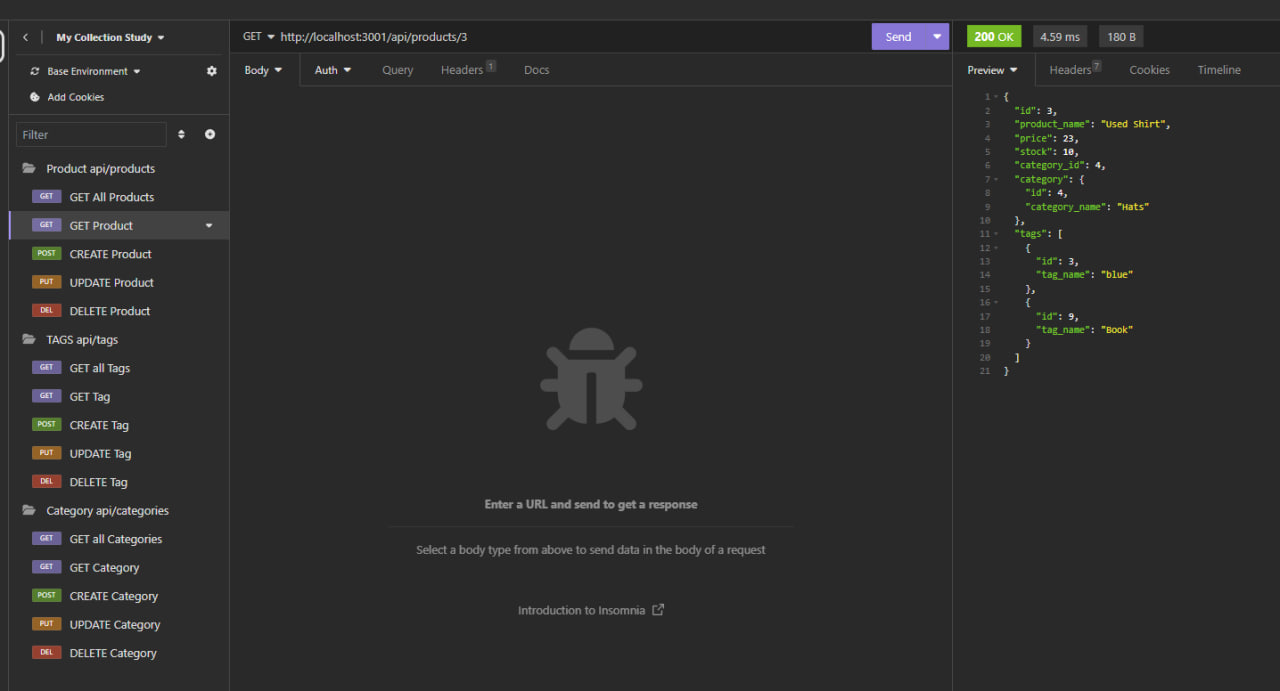 My Collection Study
Base Environment
Add Cookies
Filter
Product api/products
GET GET All Products
GET GET Product
POST CREATE Product
PUT UPDATE Product
DEL DELETE Product
TAGS api/tags
GET GET all Tags
GET GET Tag
POST CREATE Tag
PUT UPDATE Tag
DEL DELETE Tag
Category api/categories
GET GET all Categories
GET GET Category
POST CREATE Category
PUT UPDATE Category
DEL DELETE Category
GET http://localhost:3001/api/products/3 Send
Body Auth Query Headers 1 Docs
Enter a URL and send to get a response
Select a body type from above to send data in the body of a request
Introduction to Insomnia
200 OK 4.59 ms 180 B
Preview Headers 7 Cookies Timeline
1 {
2 "id": 3,
3 "product_name": "Used Shirt",
4 "price": 23,
5 "stock": 10,
6 "category_id": 4,
7 "category": {
8 "id": 4,
9 "category_name": "Hats"
10 },
11 "tags": [
12 {
13 "id": 3,
14 "tag_name": "blue"
15 },
16 {
17 "id": 9,
18 "tag_name": "Book"
19 }
20 ]
21 }